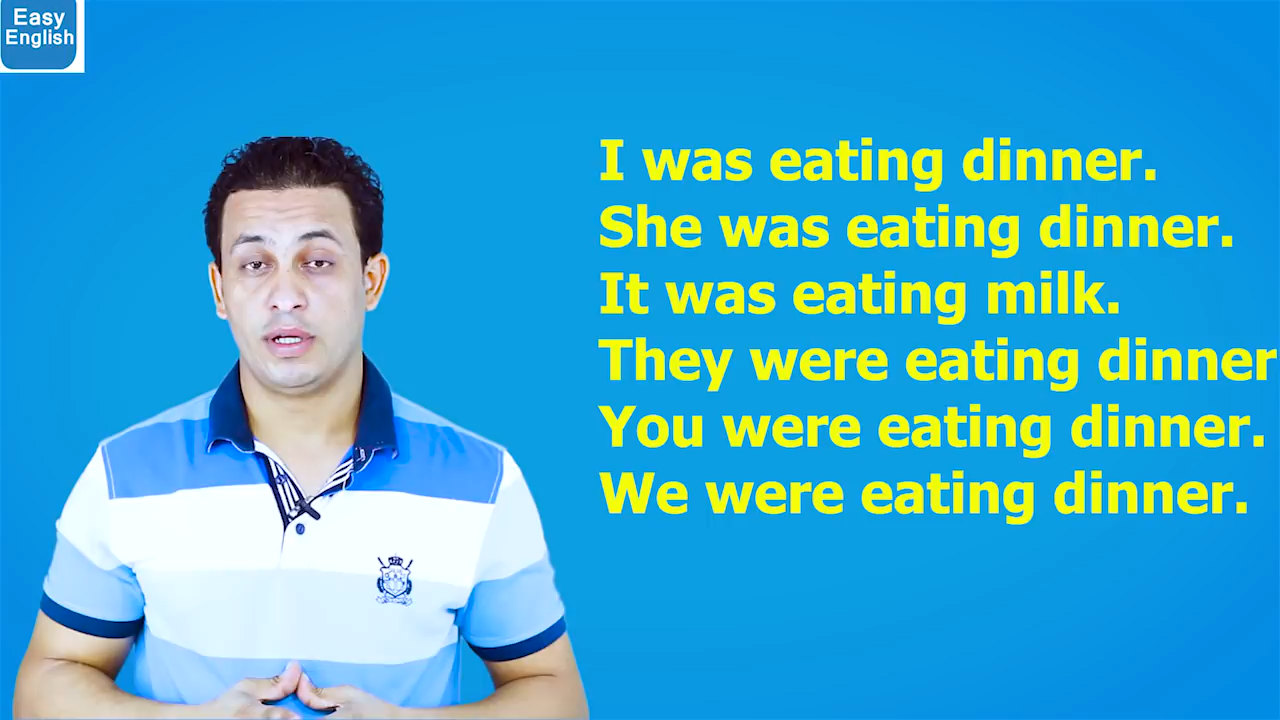 Easy
English
I was eating dinner.
She was eating dinner.
It was eating milk.
They were eating dinner
You were eating dinner.
We were eating dinner.